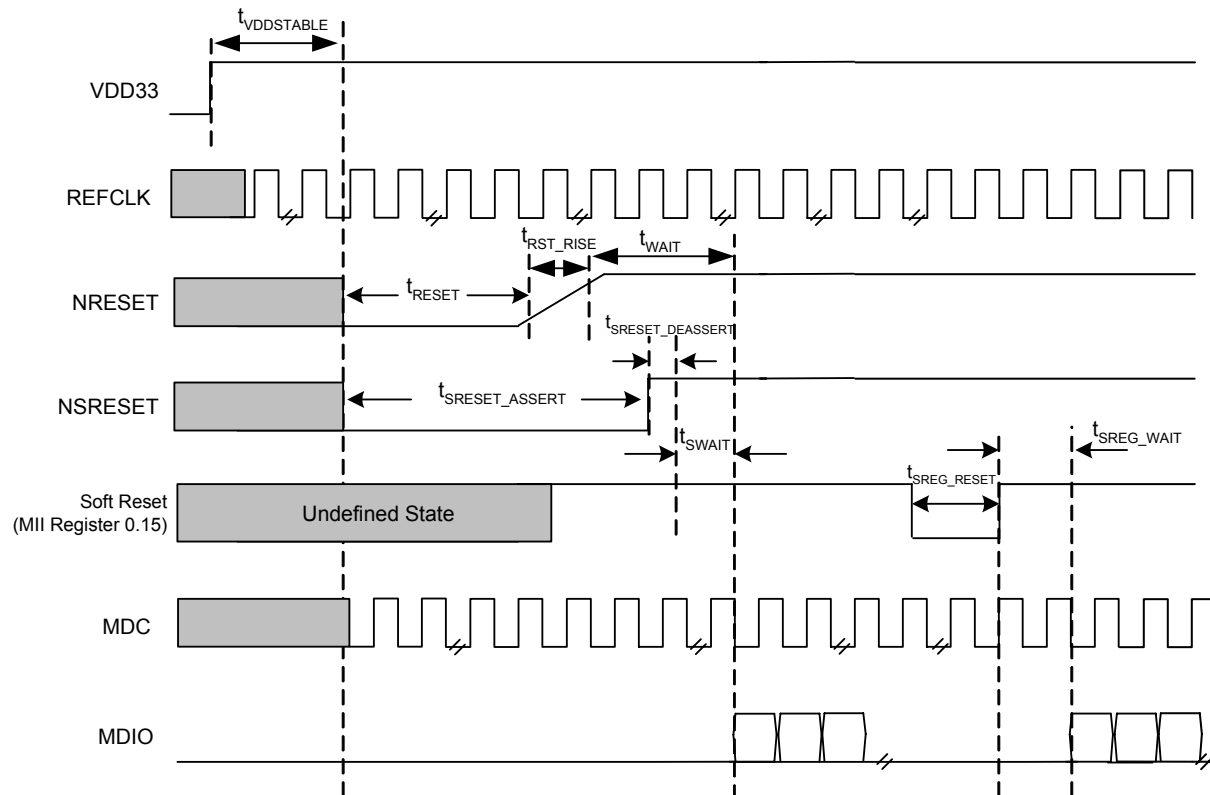 tVDDSTABLE
VDD33
REFCLK
tRST_RISE
tWAIT
NRESET
tRESET
tSRESET_DEASSERT
NSRESET
tSRESET_ASSERT
tSWAIT
tSREG_WAIT
tSREG_RESET
Soft Reset
(MII Register 0.15)
Undefined State
MDC
MDIO